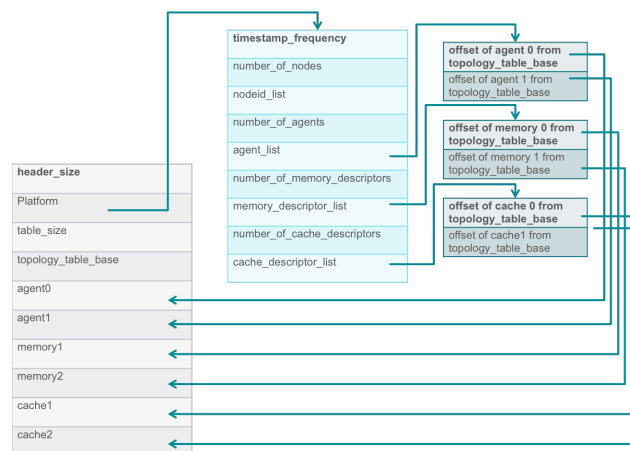 timestamp_frequency
number_of_nodes
nodeid_list
number_of_agents
agent_list
number_of_memory_descriptors
memory_descriptor_list
number_of_cache_descriptors
cache_descriptor_list
offset of agent 0 from
topology_table_base
offset of agent 1 from
topology_table_base
offset of memory 0 from
topology_table_base
offset of memory 1 from
topology_table_base
offset of cache 0 from
topology_table_base
offset of cache1 from
topology_table_base
header_size
Platform
table_size
topology_table_base
agent0
agent1
memory1
memory2
cache1
cache2